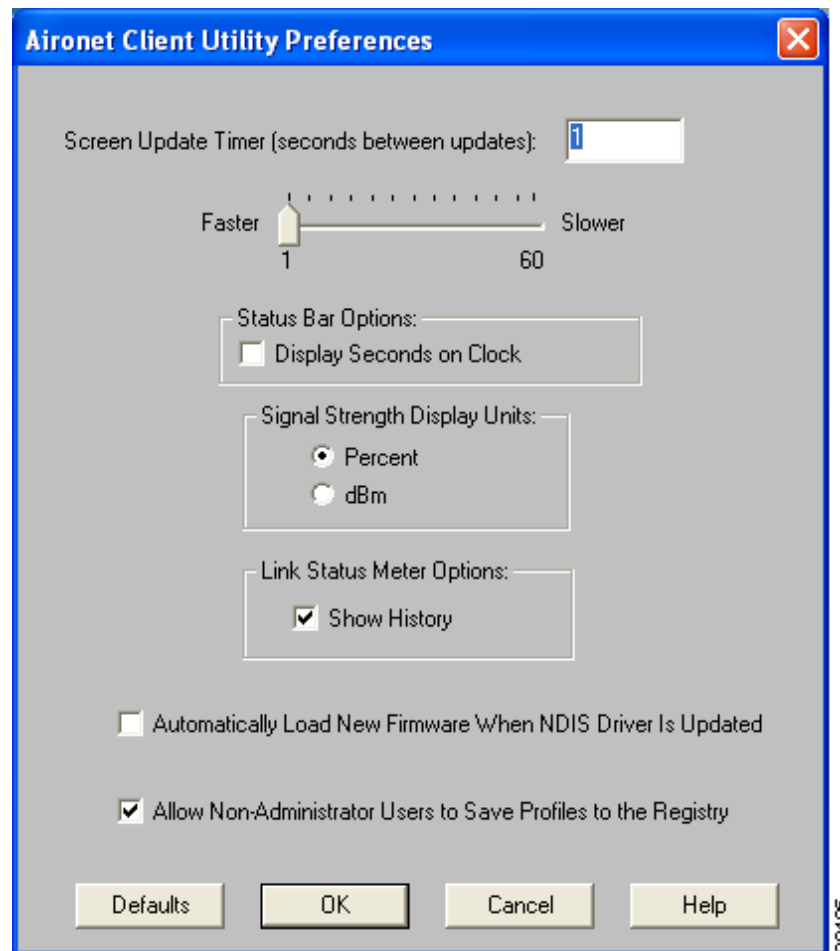 Aironet Client Utility Preferences
Screen Update Timer (seconds between updates): 1
Faster Slower
1 60
Status Bar Options:
Display Seconds on Clock
Signal Strength Display Units:
Percent
dBm
Link Status Meter Options:
Show History
Automatically Load New Firmware When NDIS Driver Is Updated
Allow Non-Administrator Users to Save Profiles to the Registry
Defaults OK Cancel Help